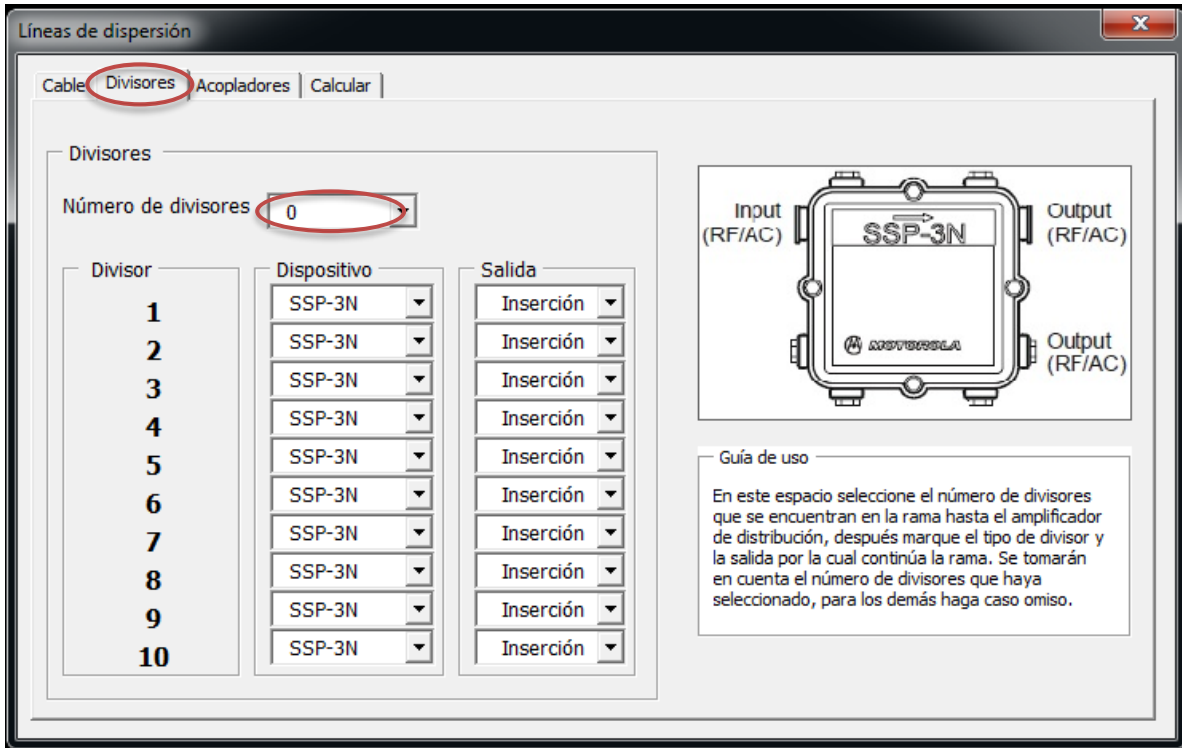 Líneas de dispersión
x
Cable
Divisores
Acopladores
Calcular
Divisores
Número de divisores
0
Divisor
Dispositivo
Salida
1
SSP-3N
Inserción
2
SSP-3N
Inserción
3
SSP-3N
Inserción
4
SSP-3N
Inserción
5
SSP-3N
Inserción
6
SSP-3N
Inserción
7
SSP-3N
Inserción
8
SSP-3N
Inserción
9
SSP-3N
Inserción
10
SSP-3N
Inserción
Input
(RF/AC)
SSP-3N
Output
(RF/AC)
MOTOROLA
Output
(RF/AC)
Guía de uso
En este espacio seleccione el número de divisores
que se encuentran en la rama hasta el amplificador
de distribución, después marque el tipo de divisor y
la salida por la cual continúa la rama. Se tomarán
en cuenta el número de divisores que haya
seleccionado, para los demás haga caso omiso.